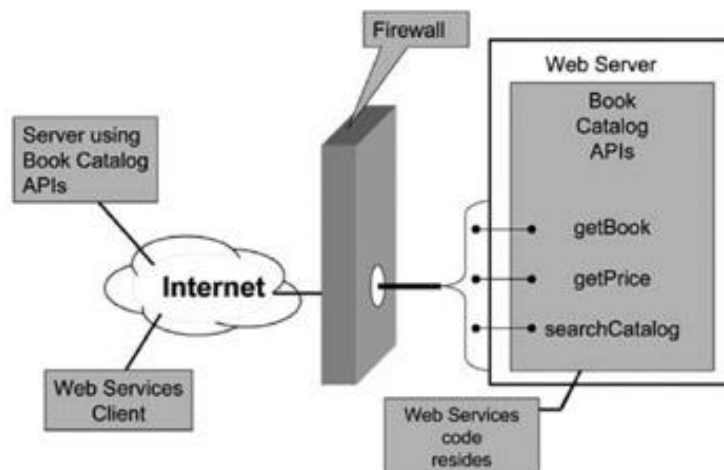 Firewall
Web Server
Book
Catalog
APIs
Server using
Book Catalog
APIs
getBook
Internet
getPrice
searchCatalog
Web Services
Client
Web Services
code
resides